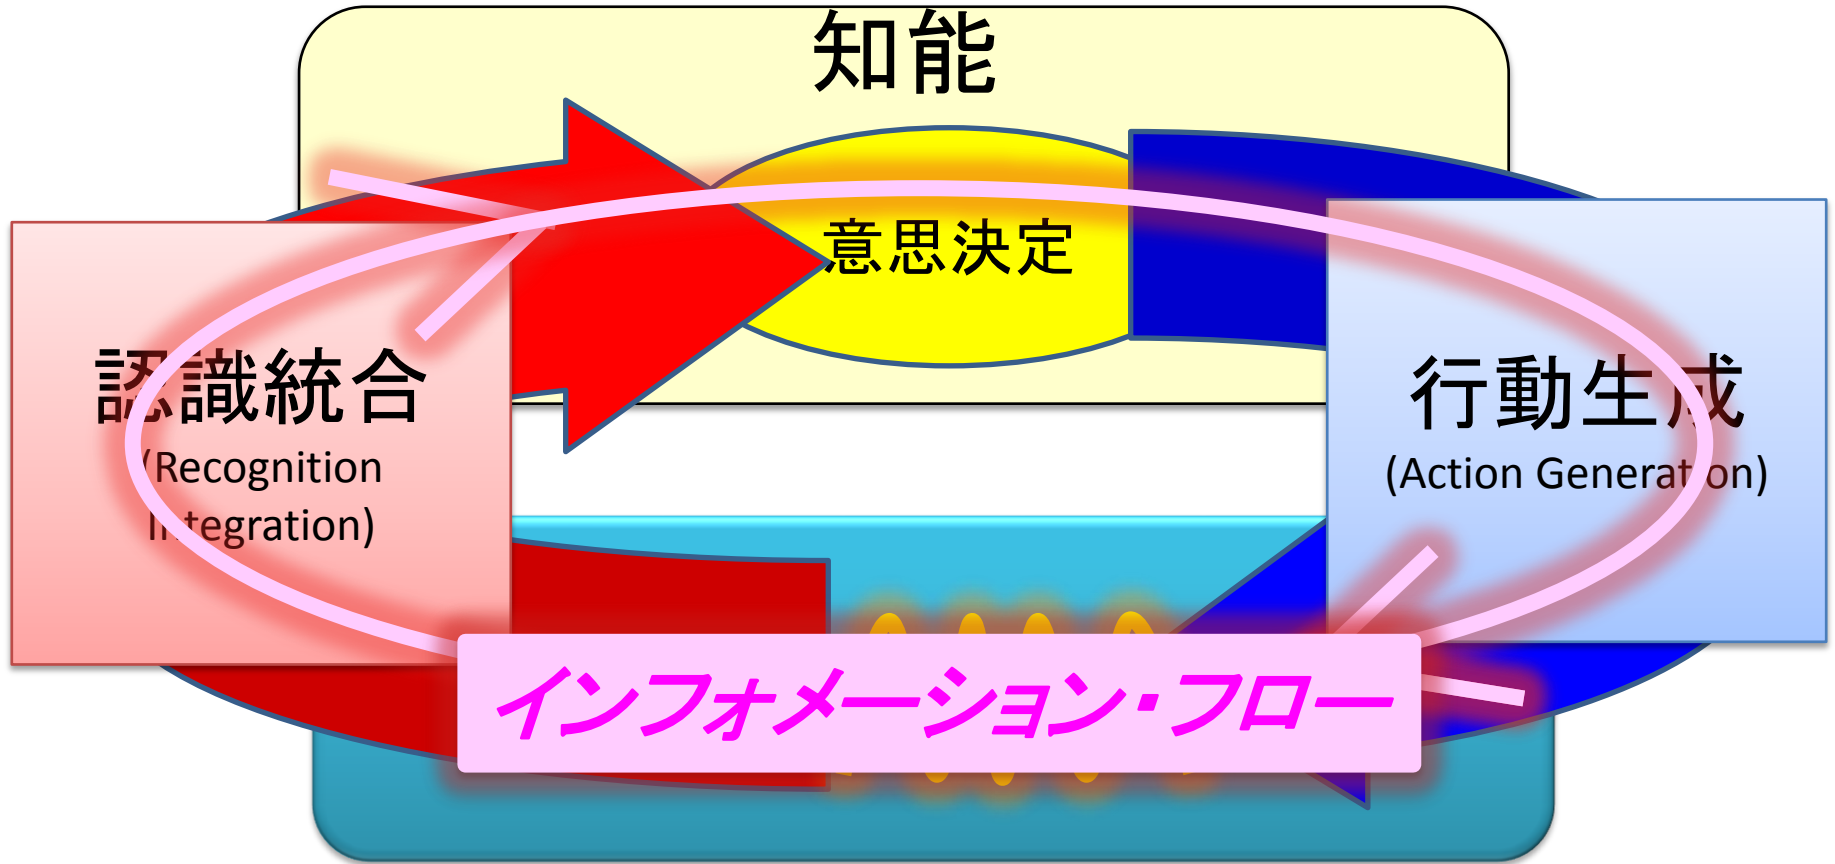 知能
意思決定
認識統合
(Recognition
Integration)
行動生成
(Action Generation)
インフォメーション・フロー